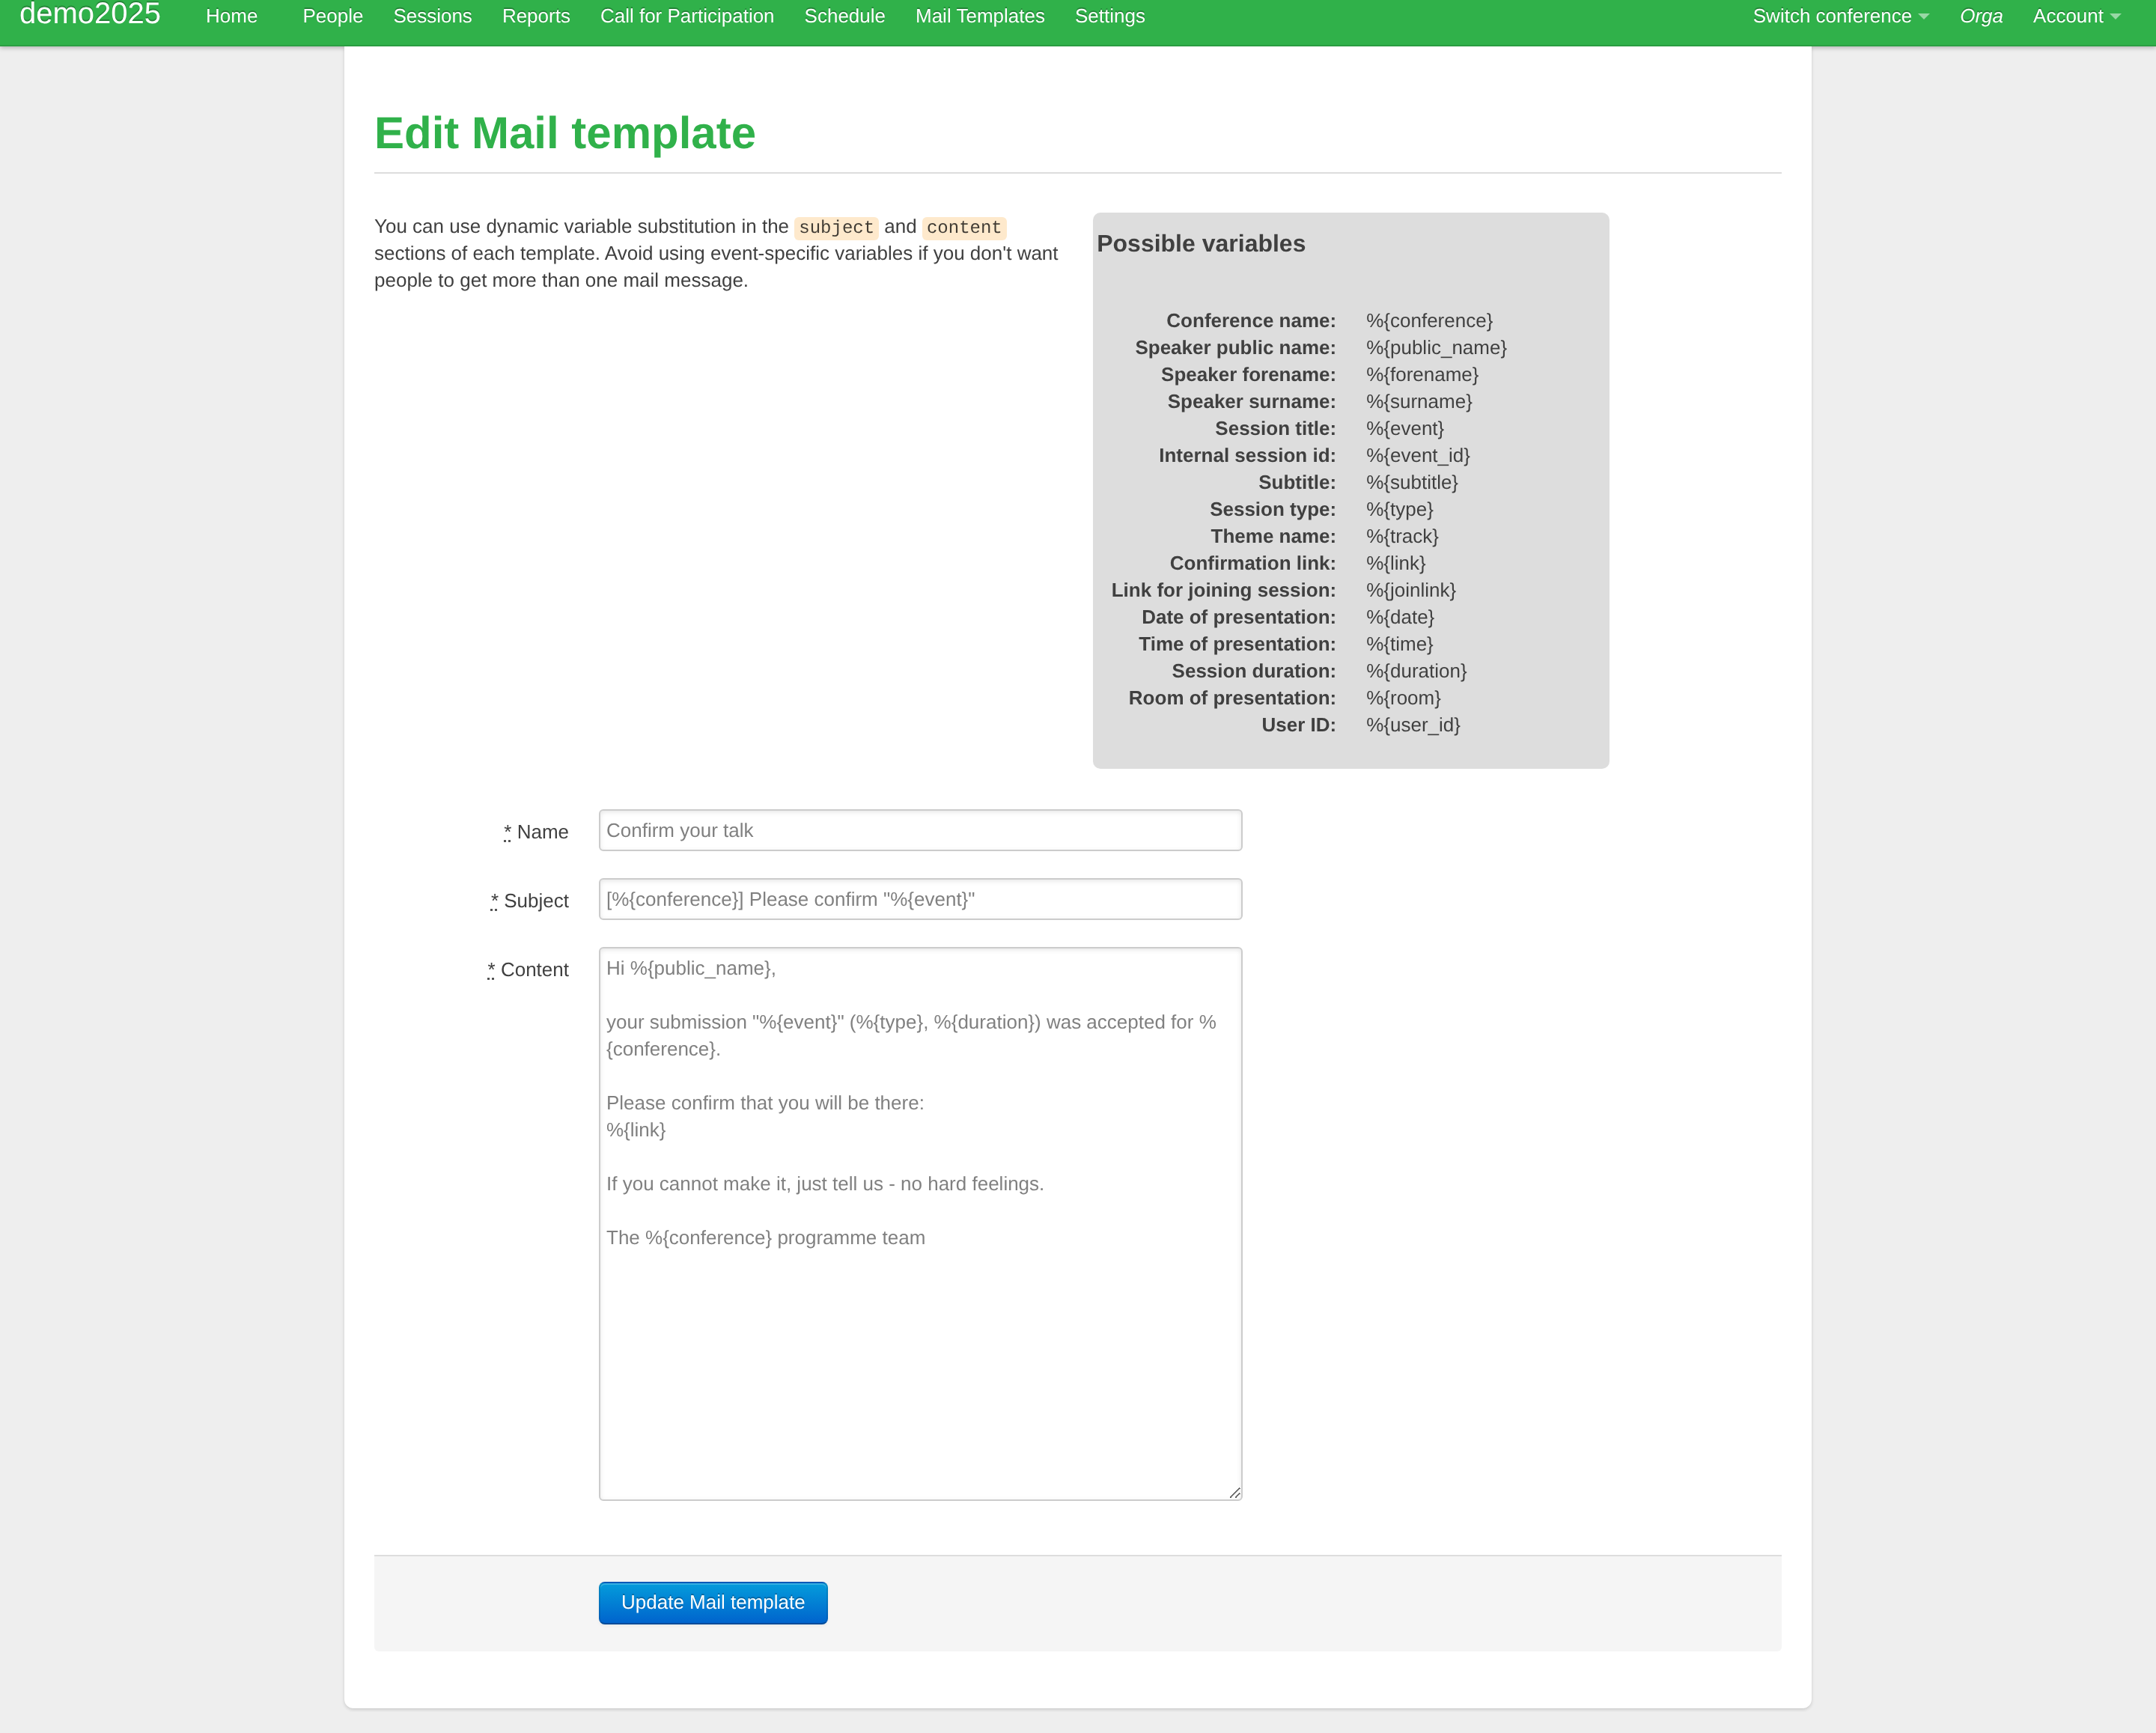 demo2025 Home People Sessions Reports Call for Participation Schedule Mail Templates Settings Switch conference Orga Account
Edit Mail template
You can use dynamic variable substitution in the subject and content
sections of each template. Avoid using event-specific variables if you don't want
people to get more than one mail message.
Possible variables
Conference name: %{conference}
Speaker public name: %{public_name}
Speaker forename: %{forename}
Speaker surname: %{surname}
Session title: %{event}
Internal session id: %{event_id}
Subtitle: %{subtitle}
Session type: %{type}
Theme name: %{track}
Confirmation link: %{link}
Link for joining session: %{joinlink}
Date of presentation: %{date}
Time of presentation: %{time}
Session duration: %{duration}
Room of presentation: %{room}
User ID: %{user_id}
* Name Confirm your talk
* Subject [%{conference}] Please confirm "%{event}"
* Content Hi %{public_name},
your submission "%{event}" (%{type}, %{duration}) was accepted for %
{conference}.
Please confirm that you will be there:
%{link}
If you cannot make it, just tell us - no hard feelings.
The %{conference} programme team
Update Mail template